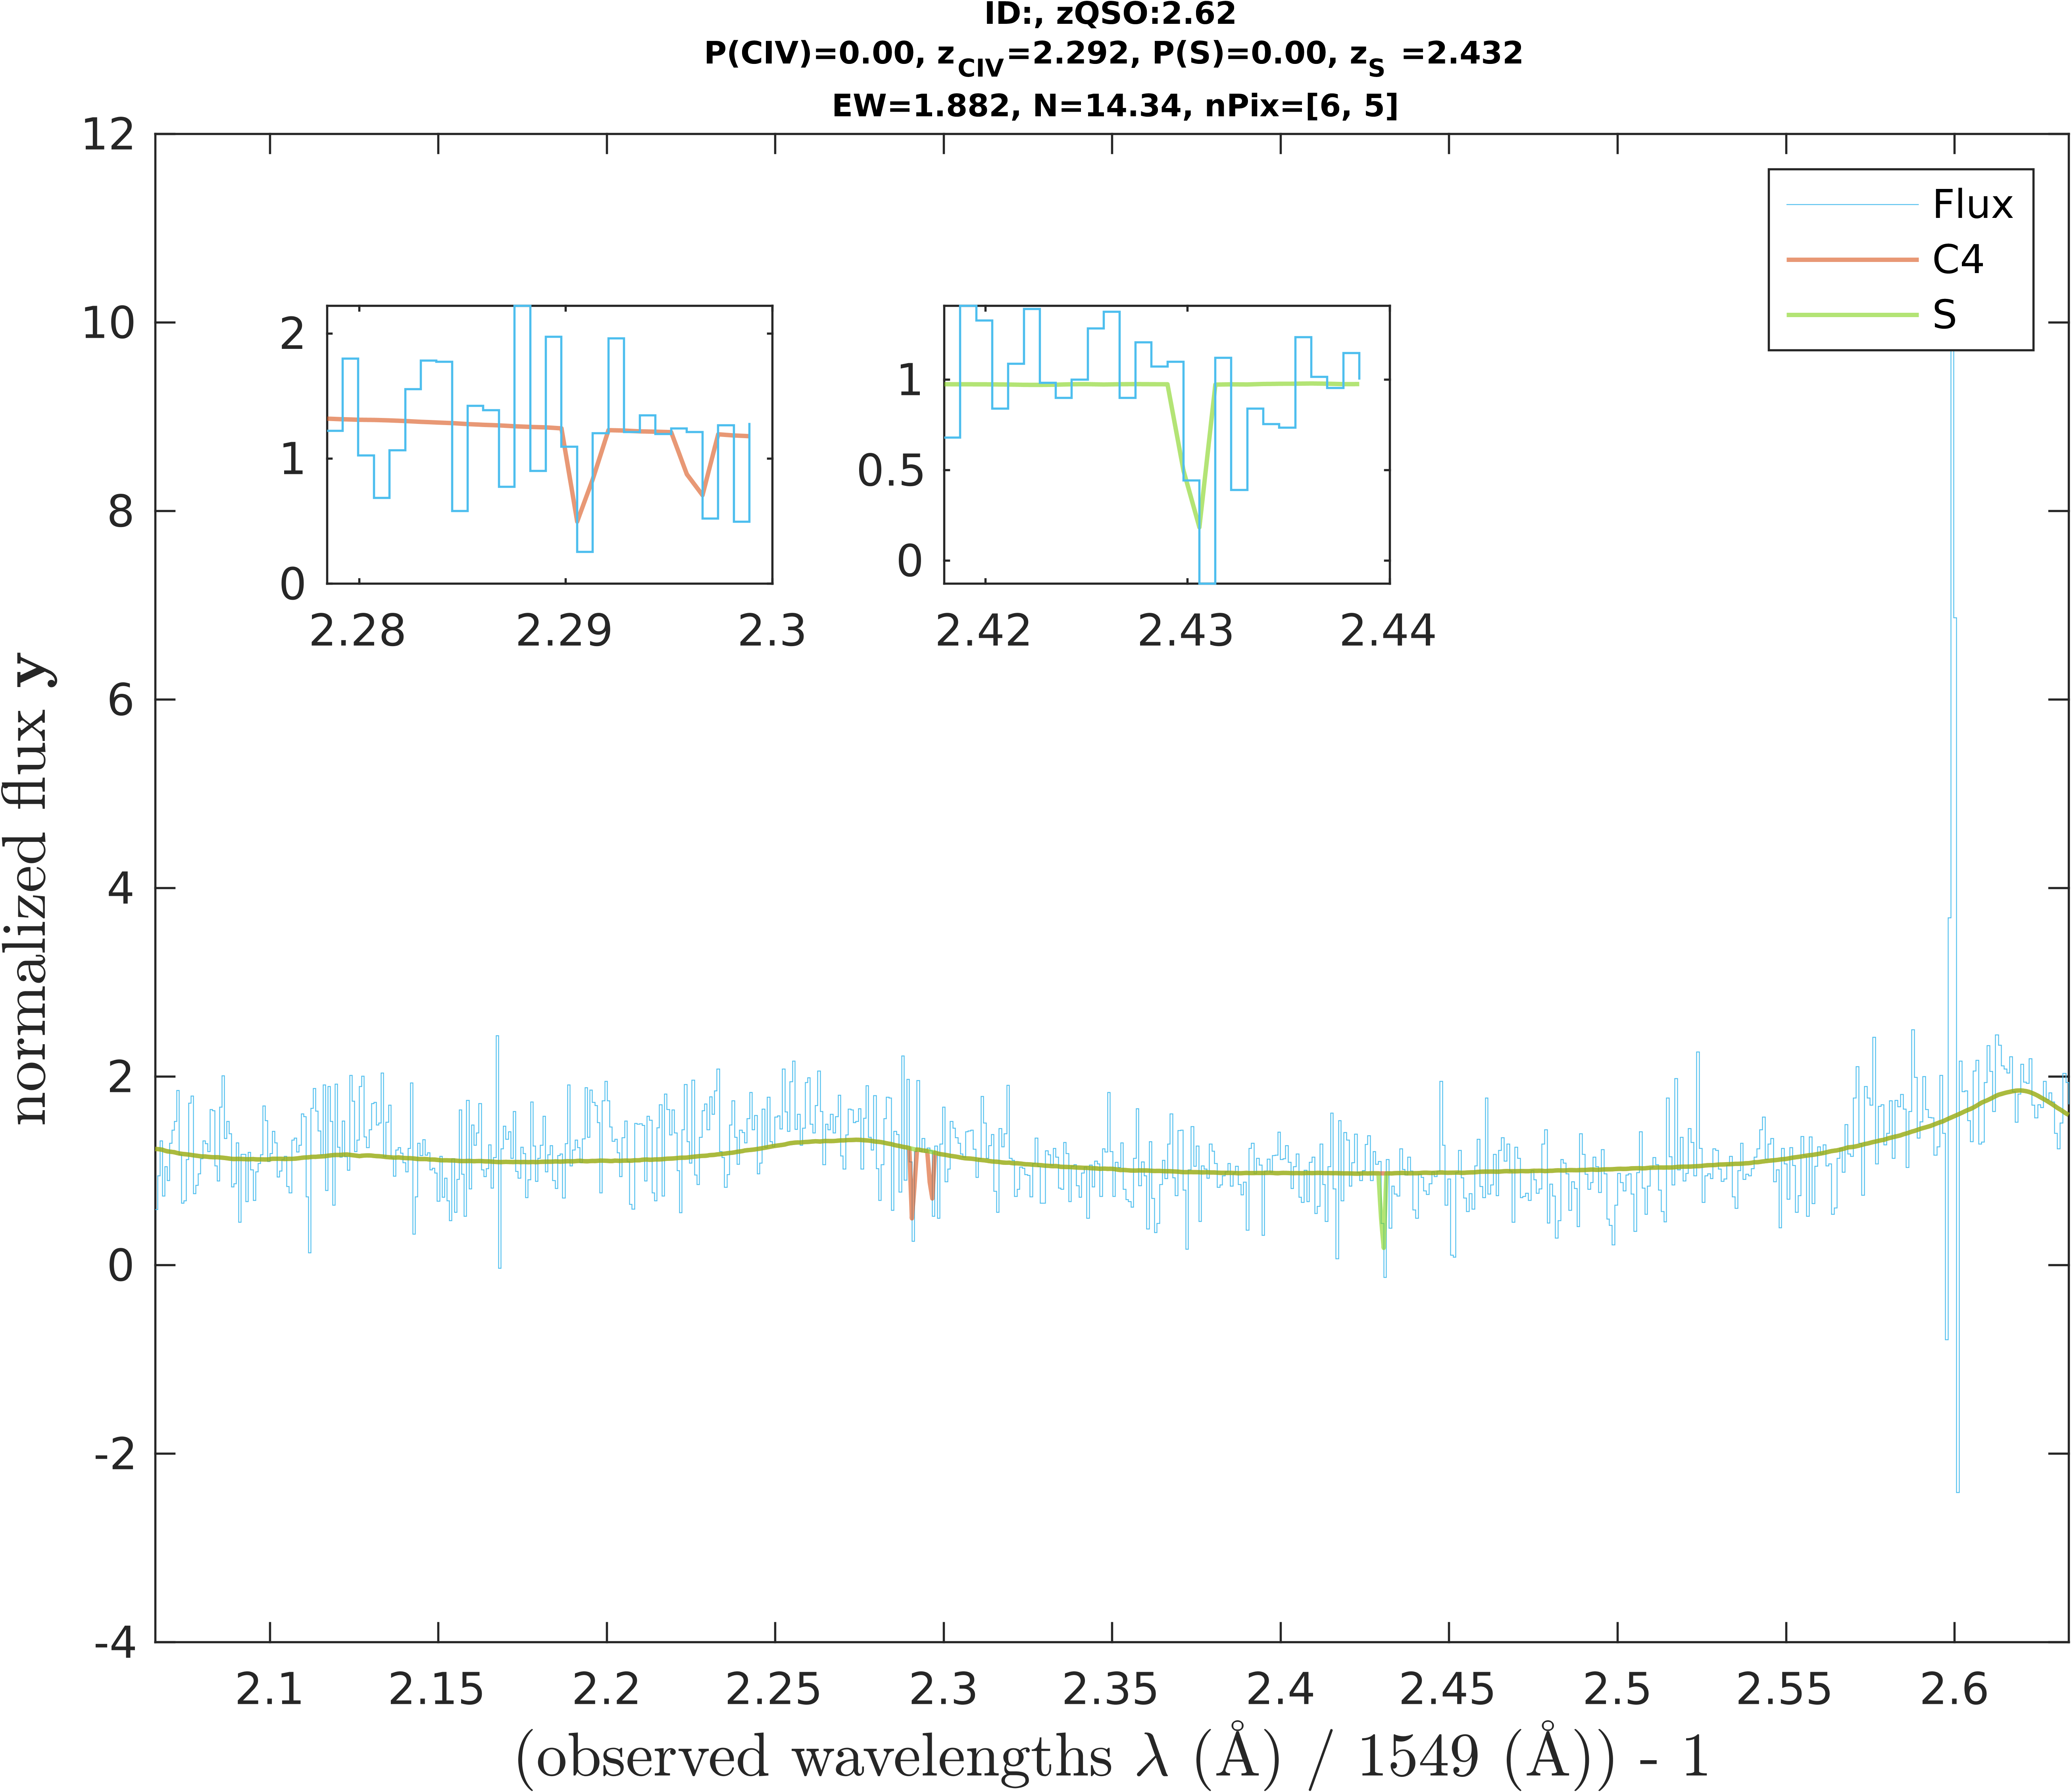 ID:, zQSO:2.62
P(CIV)=0.00, z_CIV=2.292, P(S)=0.00, z_S =2.432
EW=1.882, N=14.34, nPix=[6, 5]
12
10
8
6
4
2
0
-2
-4
normalized flux y
Flux
C4
S
2
1
0
2.28 2.29 2.3
1
0.5
0
2.42 2.43 2.44
2.1 2.15 2.2 2.25 2.3 2.35 2.4 2.45 2.5 2.55 2.6
(observed wavelengths λ (Å) / 1549 (Å)) - 1